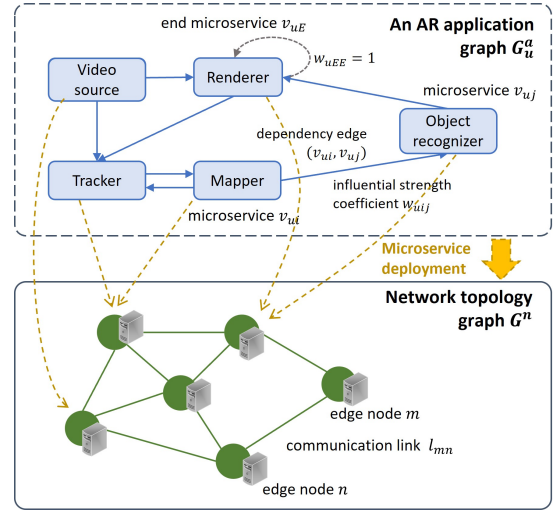 end microservice v_{uE}
An AR application
graph G_u^a
w_{uEE} = 1
Video
source
Renderer
microservice v_{uj}
dependency edge
(v_{ui}, v_{uj})
Object
recognizer
Tracker
Mapper
influential strength
coefficient w_{uij}
microservice v_{ui}
Microservice
deployment
Network topology
graph G^n
edge node m
communication link l_{mn}
edge node n